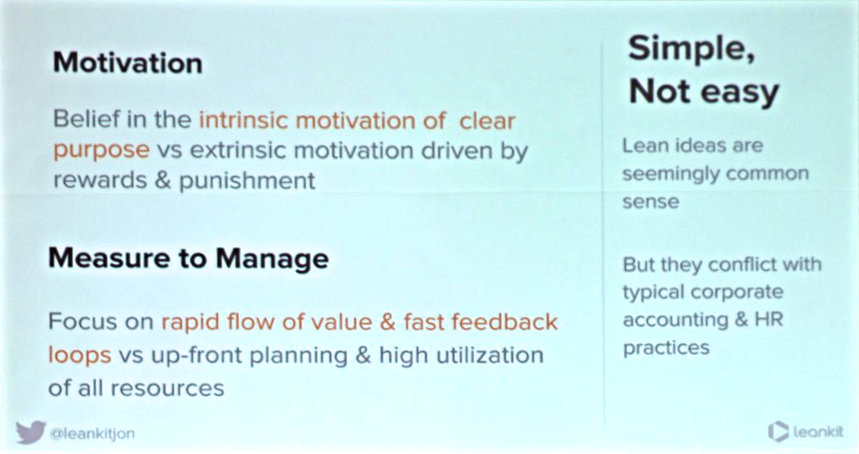 Motivation
Belief in the intrinsic motivation of clear
purpose vs extrinsic motivation driven by
rewards & punishment
Measure to Manage
Focus on rapid flow of value & fast feedback
loops vs up-front planning & high utilization
of all resources
Simple,
Not easy
Lean ideas are
seemingly common
sense
But they conflict with
typical corporate
accounting & HR
practices
@leankitjon
leankit